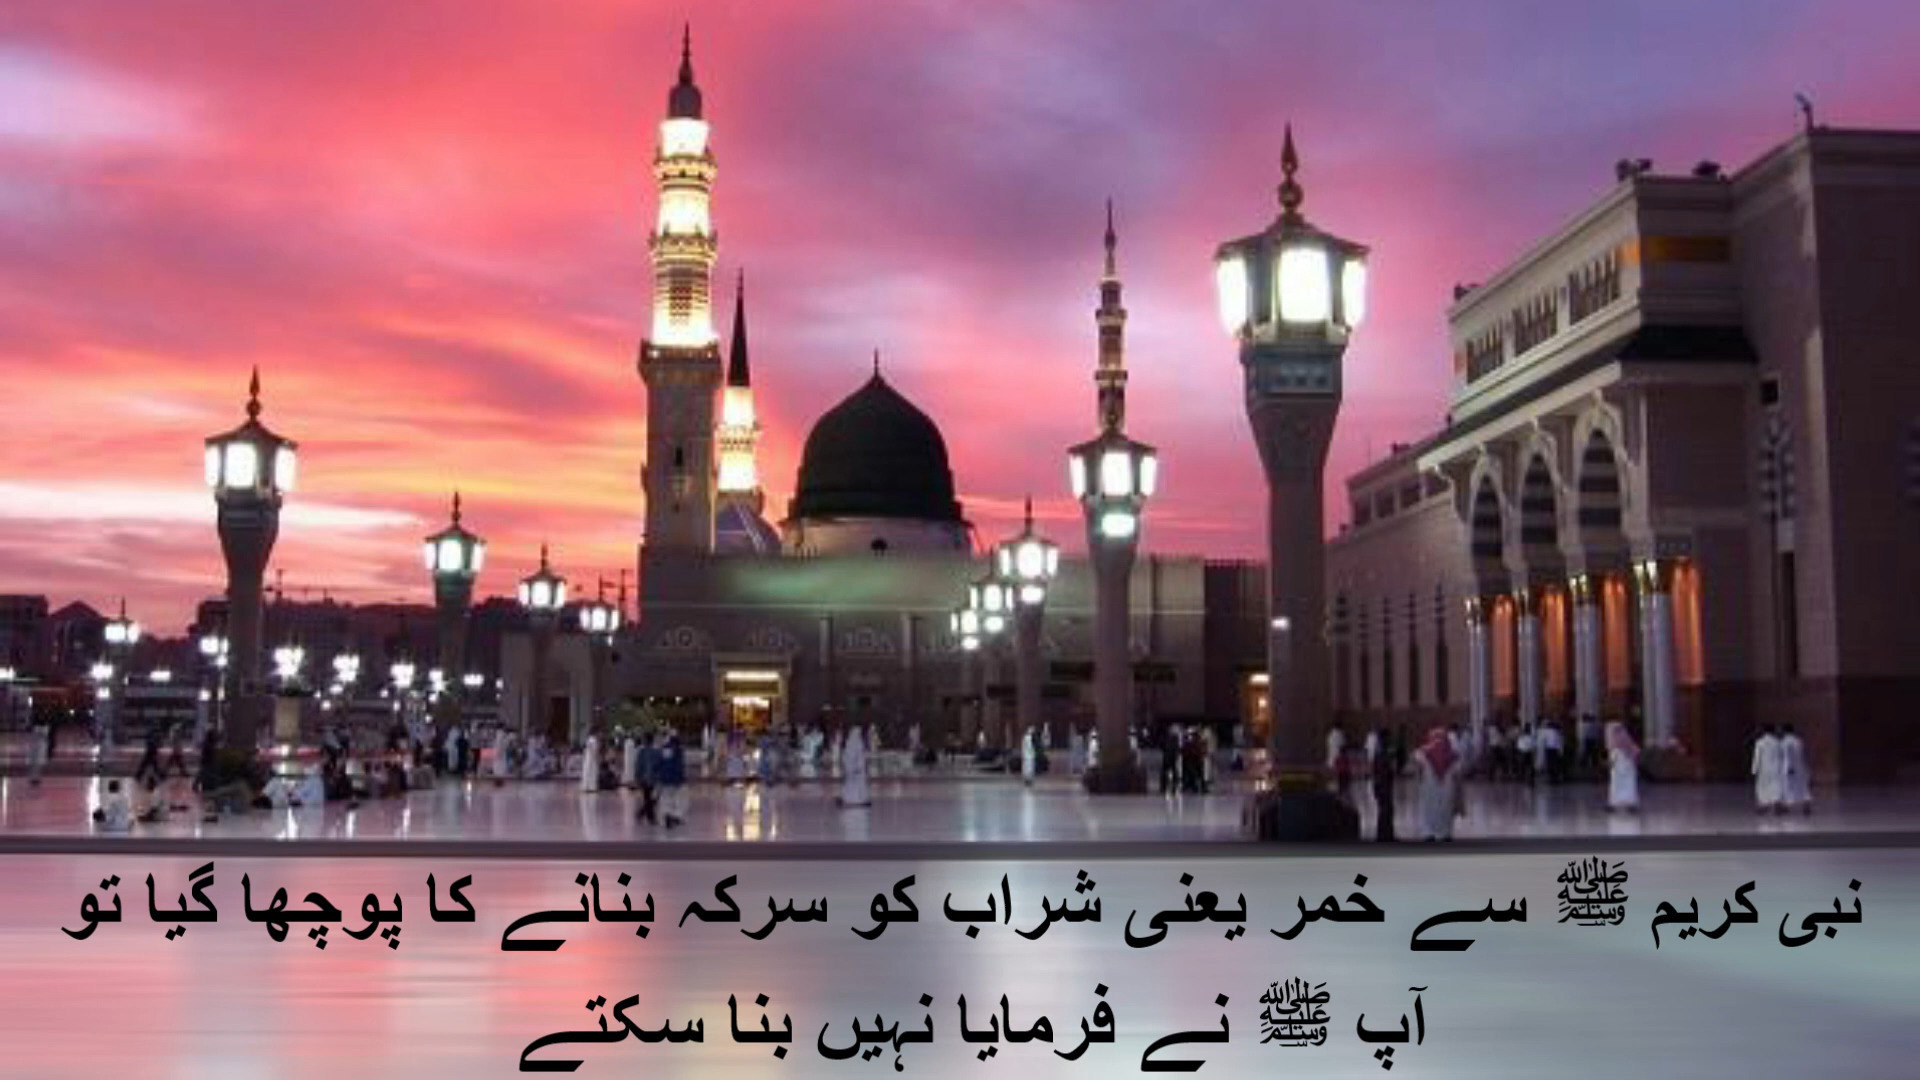 نبی کریم ﷺ سے خمر یعنی شراب کو سرکہ بنانے کا پوچھا گیا تو
آپ ﷺ نے فرمایا نہیں بنا سکتے